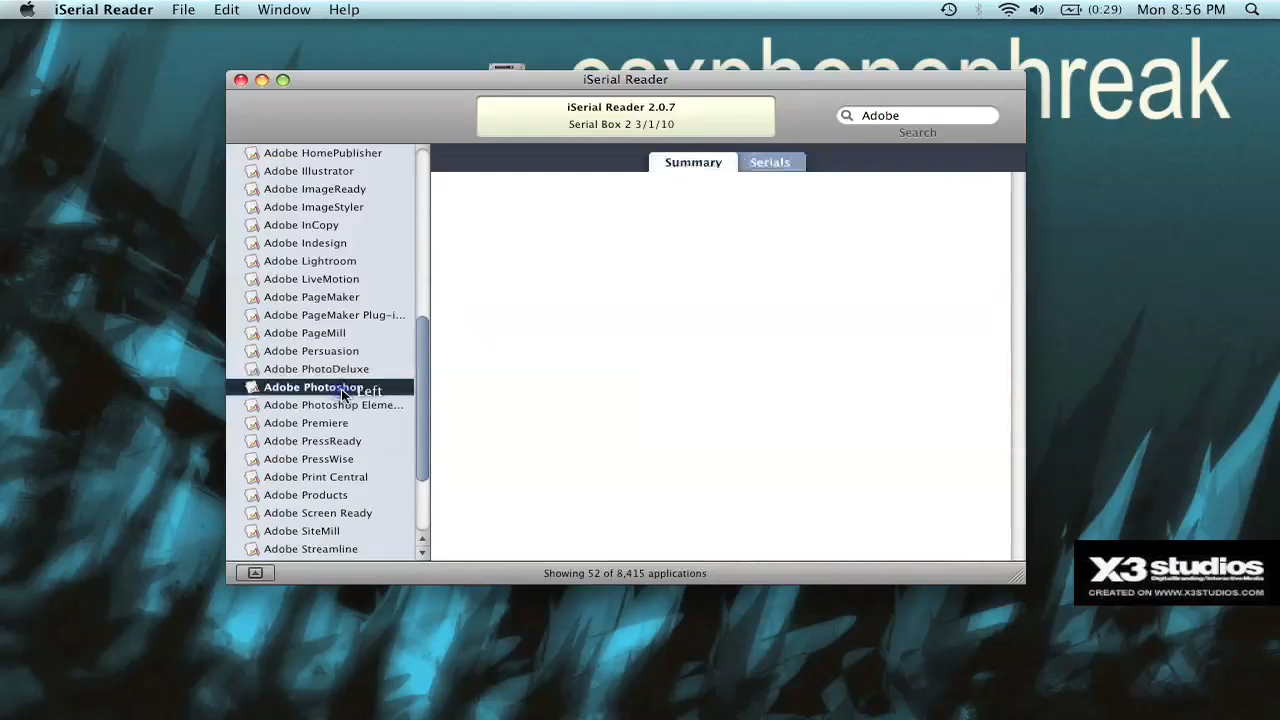 iSerial Reader File Edit Window Help (0:29) Mon 8:56 PM
iSerial Reader
iSerial Reader 2.0.7
Serial Box 2 3/1/10
Adobe
Search
Summary Serials
Adobe HomePublisher
Adobe Illustrator
Adobe ImageReady
Adobe ImageStyler
Adobe InCopy
Adobe Indesign
Adobe Lightroom
Adobe LiveMotion
Adobe PageMaker
Adobe PageMaker Plug-i...
Adobe PageMill
Adobe Persuasion
Adobe PhotoDeluxe
Adobe Photoshop Left
Adobe Photoshop Eleme...
Adobe Premiere
Adobe PressReady
Adobe PressWise
Adobe Print Central
Adobe Products
Adobe Screen Ready
Adobe SiteMill
Adobe Streamline
Showing 52 of 8,415 applications
X3studios
DigitalBranding/InteractiveMedia
CREATED ON WWW.X3STUDIOS.COM